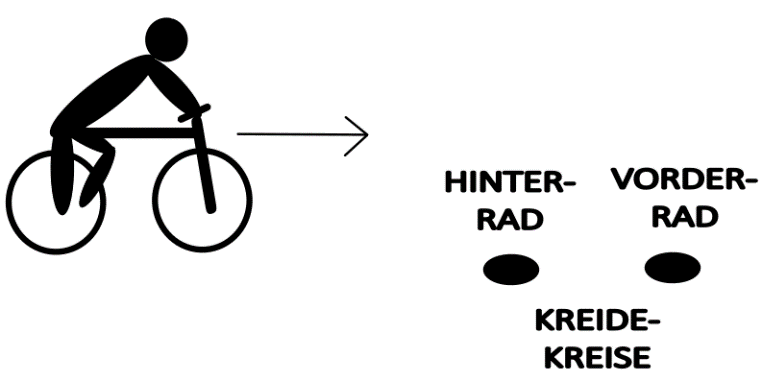 HINTER-
RAD
VORDER-
RAD
KREIDE-
KREISE